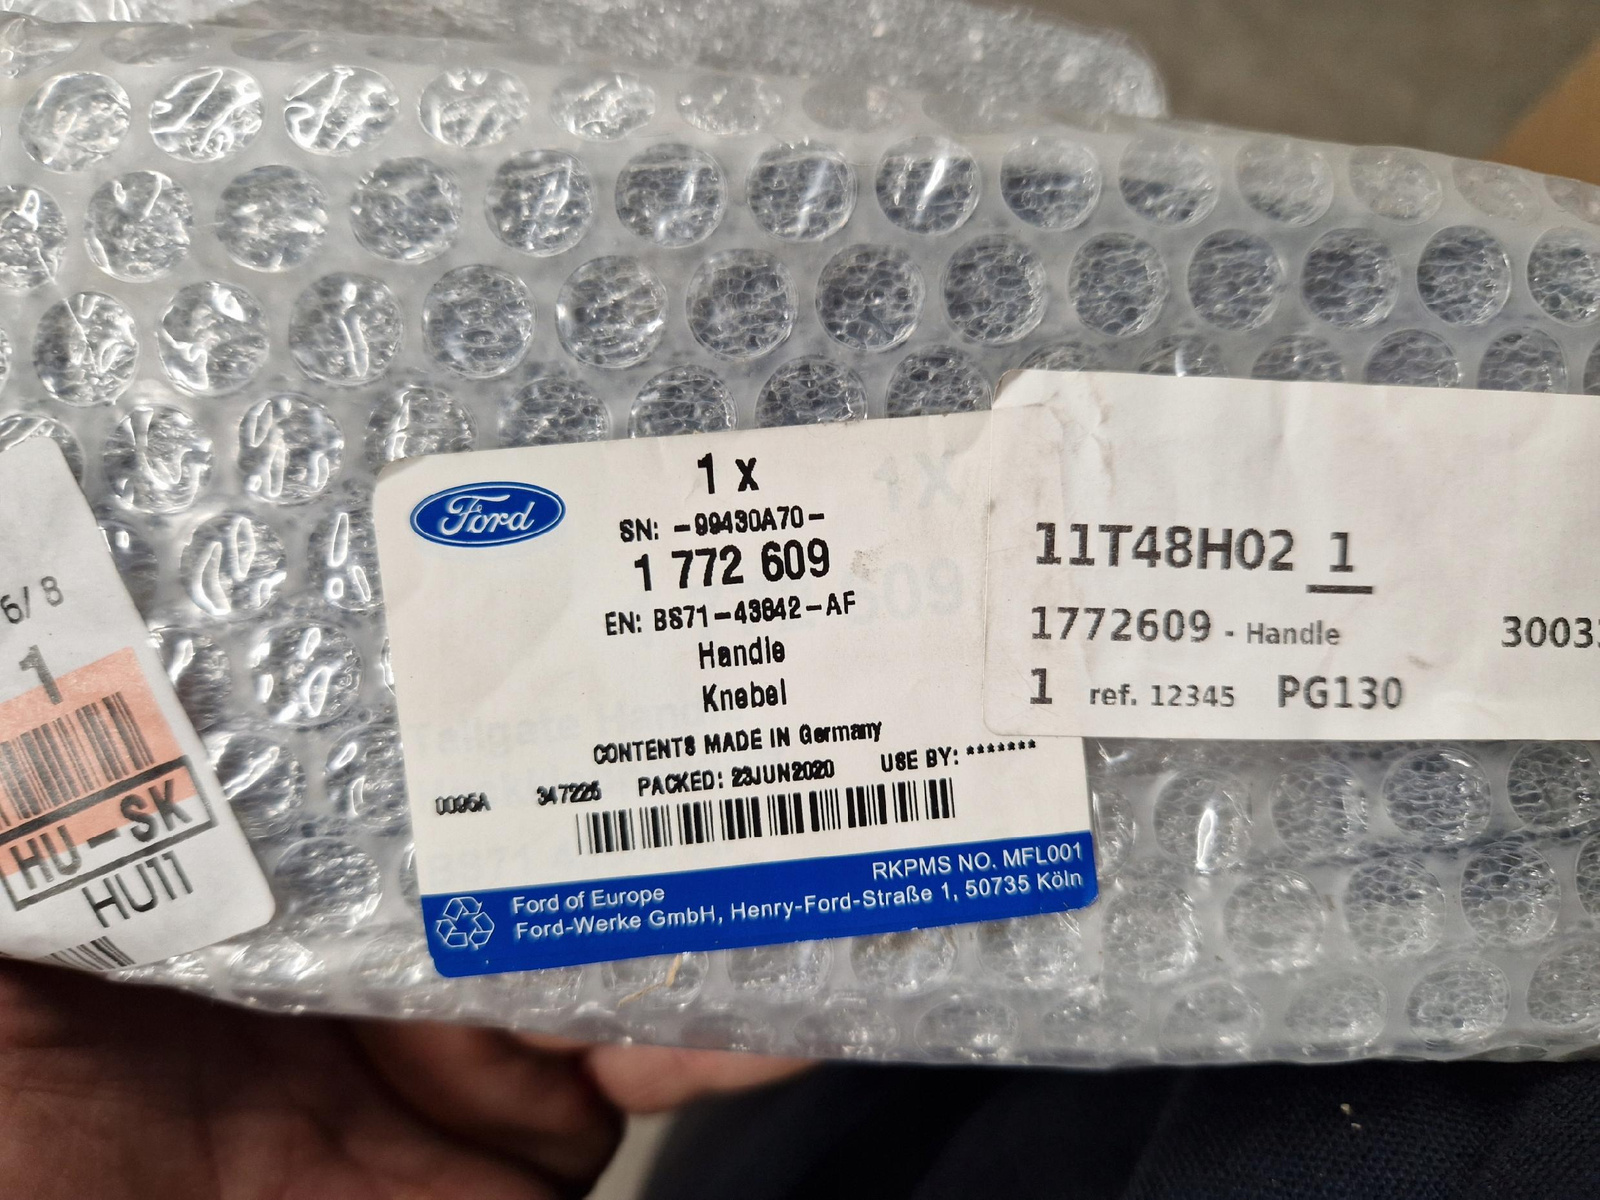 6/8
1
HU-SK
HU11
Ford
1 x
SN: -99430A70-
1 772 609
EN: BS71-43842-AF
Handle
Knebel
CONTENTS MADE IN Germany
0095A 347225 PACKED: 23JUN2020 USE BY: *******
RKPMS NO. MFL001
Ford of Europe
Ford-Werke GmbH, Henry-Ford-Straße 1, 50735 Köln
11T48H02 1
1772609 - Handle
1 ref. 12345 PG130